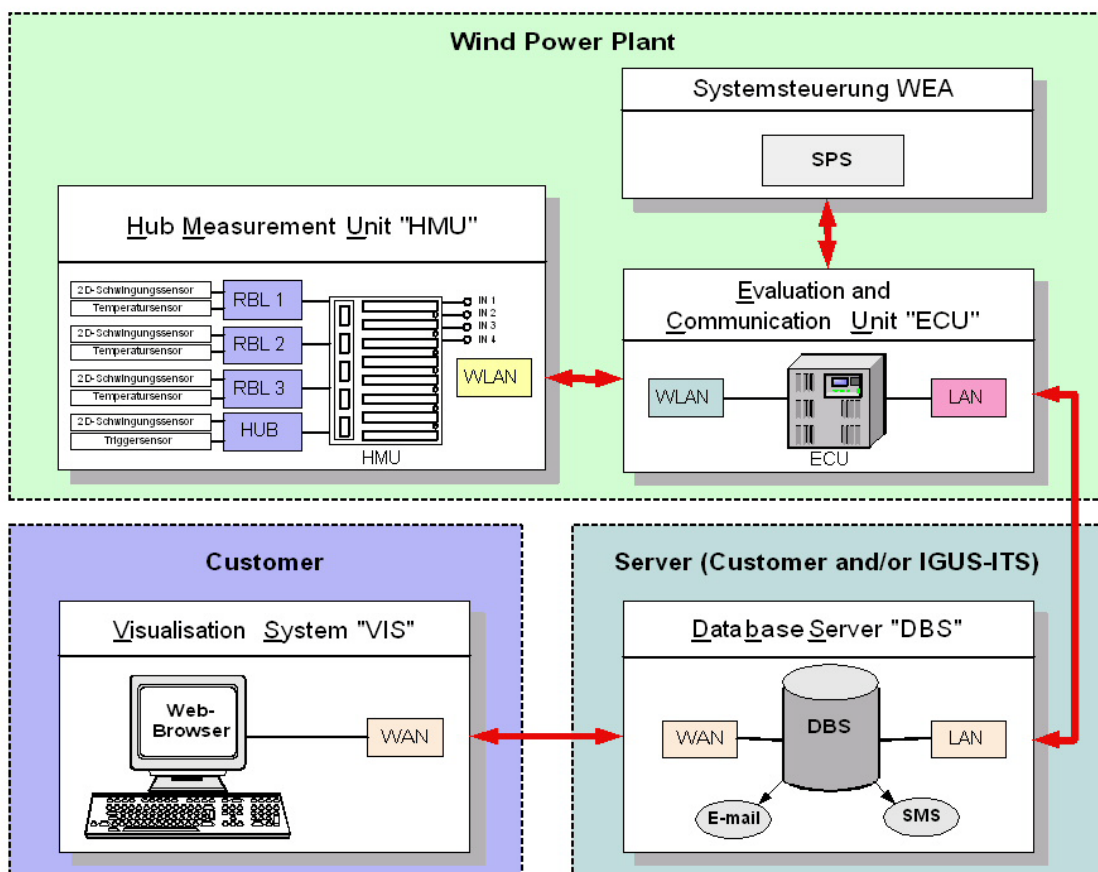 Wind Power Plant
Systemsteuerung WEA
SPS
Hub Measurement Unit "HMU"
2D-Schwingungssensor
Temperatursensor
RBL 1
2D-Schwingungssensor
Temperatursensor
RBL 2
2D-Schwingungssensor
Temperatursensor
RBL 3
2D-Schwingungssensor
Triggersensor
HUB
IN 1
IN 2
IN 3
IN 4
WLAN
HMU
Evaluation and
Communication Unit "ECU"
WLAN
LAN
ECU
Customer
Visualisation System "VIS"
Web-
Browser
WAN
Server (Customer and/or IGUS-ITS)
Database Server "DBS"
WAN
DBS
LAN
E-mail
SMS